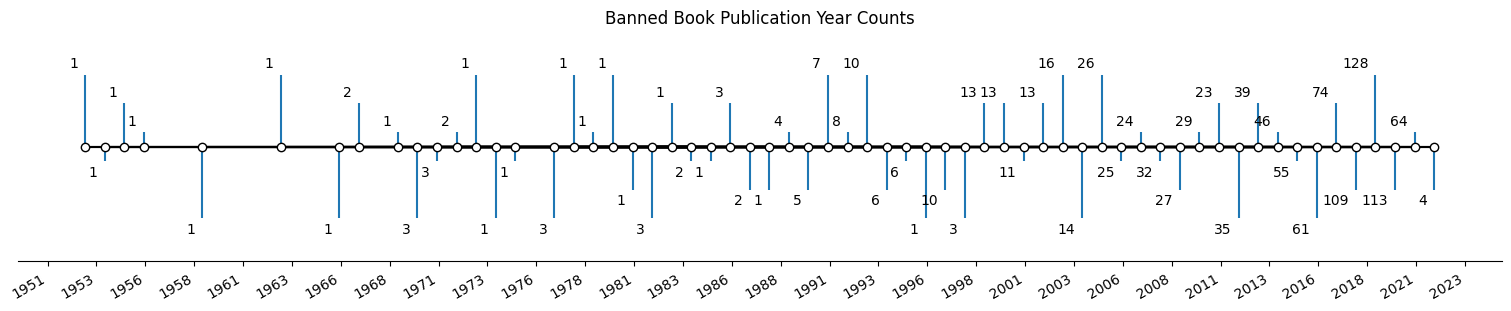 Banned Book Publication Year Counts
1 1 1 1 1 7 10 16 26 128
1 2 1 3 13 13 13 23 39 74
1 1 2 1 4 8 24 29 46 64
1 3 1 2 1 6 11 25 32 55
1 2 1 5 6 10 27 109 113 4
1 1 3 1 3 3 1 3 14 35 61
1951 1953 1956 1958 1961 1963 1966 1968 1971 1973 1976 1978 1981 1983 1986 1988 1991 1993 1996 1998 2001 2003 2006 2008 2011 2013 2016 2018 2021 2023